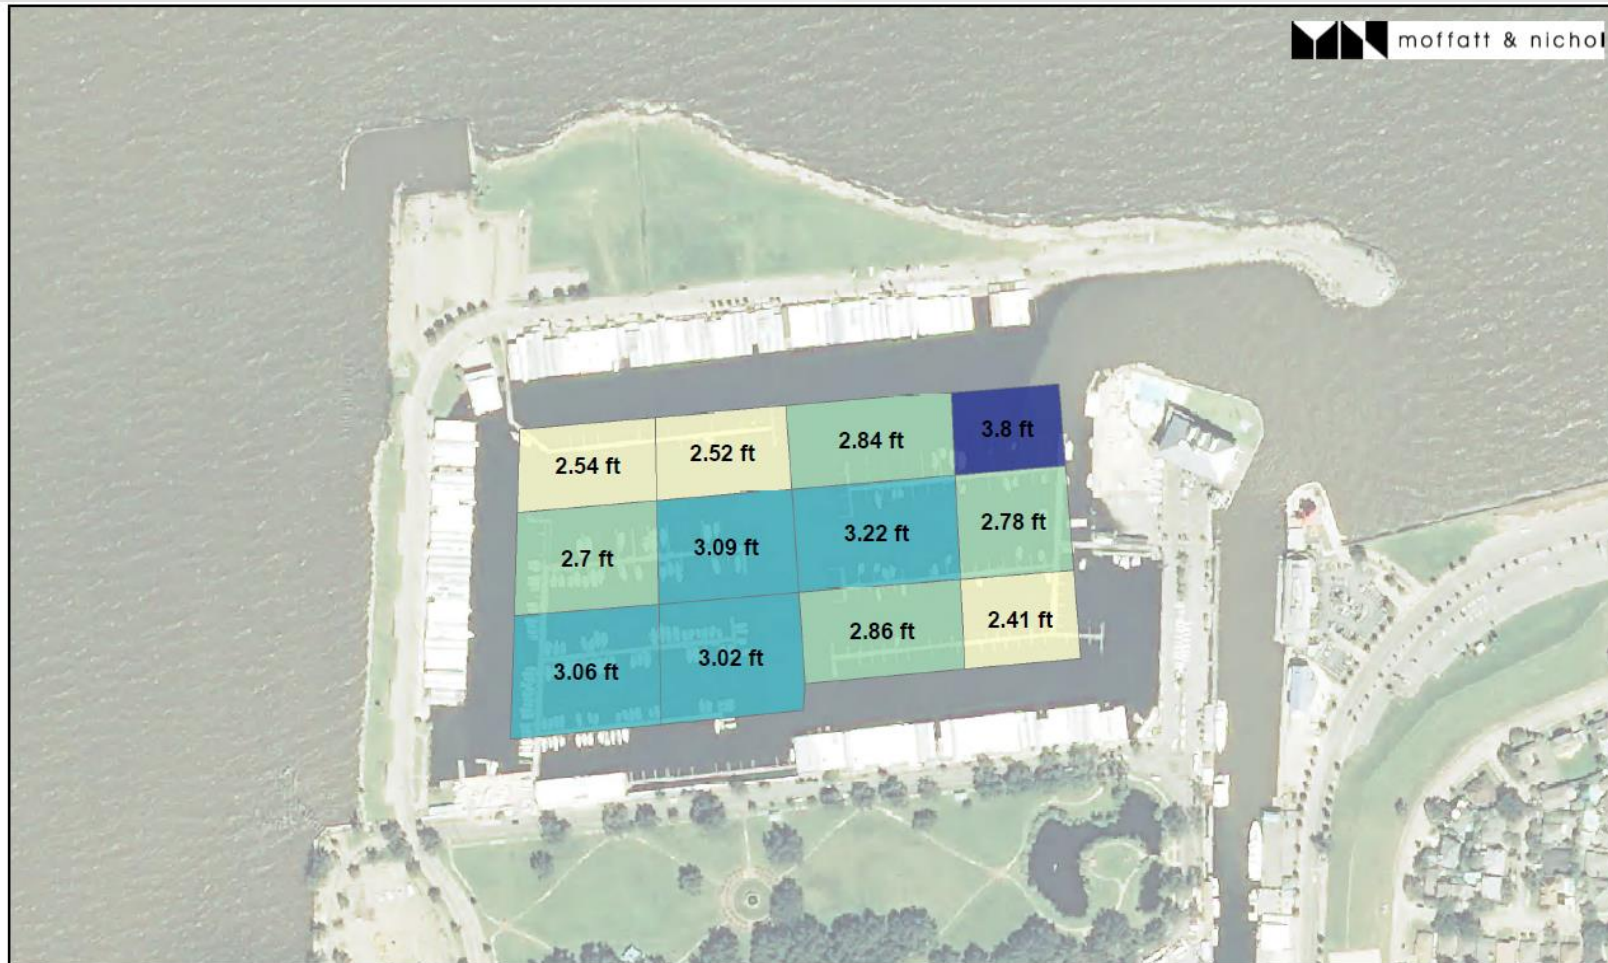 moffatt & nichol
2.54 ft
2.52 ft
2.84 ft
3.8 ft
2.7 ft
3.09 ft
3.22 ft
2.78 ft
3.06 ft
3.02 ft
2.86 ft
2.41 ft